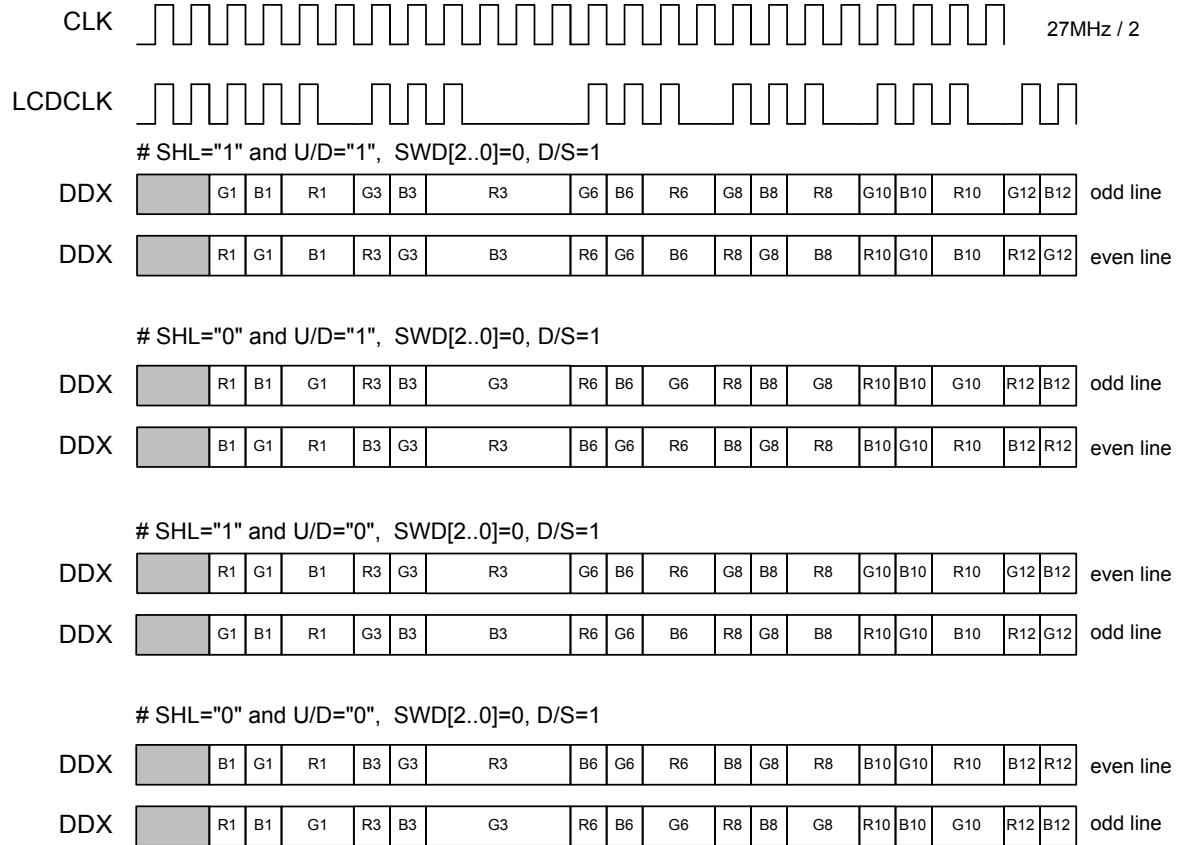 CLK 27MHz / 2
LCDCLK
# SHL="1" and U/D="1", SWD[2..0]=0, D/S=1
DDX G1 B1 R1 G3 B3 R3 G6 B6 R6 G8 B8 R8 G10 B10 R10 G12 B12 odd line
DDX R1 G1 B1 R3 G3 B3 R6 G6 B6 R8 G8 B8 R10 G10 B10 R12 G12 even line
# SHL="0" and U/D="1", SWD[2..0]=0, D/S=1
DDX R1 B1 G1 R3 B3 G3 R6 B6 G6 R8 B8 G8 R10 B10 G10 R12 B12 odd line
DDX B1 G1 R1 B3 G3 R3 B6 G6 R6 B8 G8 R8 B10 G10 R10 B12 R12 even line
# SHL="1" and U/D="0", SWD[2..0]=0, D/S=1
DDX R1 G1 B1 R3 G3 R3 G6 B6 R6 G8 B8 R8 G10 B10 R10 G12 B12 even line
DDX G1 B1 R1 G3 B3 B3 R6 G6 B6 R8 G8 B8 R10 G10 B10 R12 G12 odd line
# SHL="0" and U/D="0", SWD[2..0]=0, D/S=1
DDX B1 G1 R1 B3 G3 R3 B6 G6 R6 B8 G8 R8 B10 G10 R10 B12 R12 even line
DDX R1 B1 G1 R3 B3 G3 R6 B6 G6 R8 B8 G8 R10 B10 G10 R12 B12 odd line